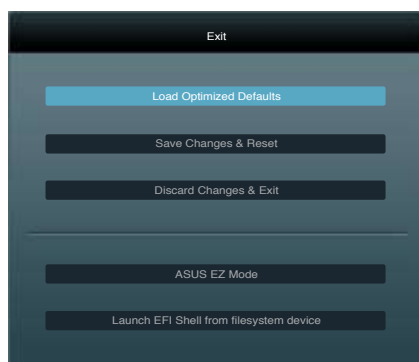 Exit
Load Optimized Defaults
Save Changes & Reset
Discard Changes & Exit
ASUS EZ Mode
Launch EFI Shell from filesystem device